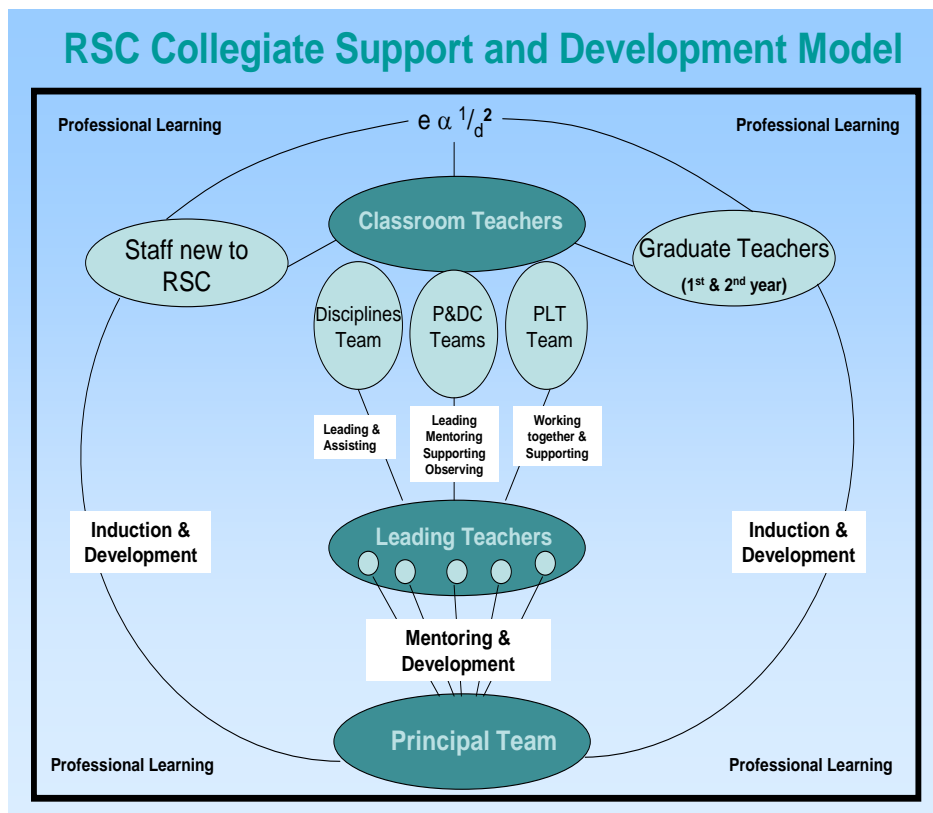 RSC Collegiate Support and Development Model
Professional Learning
e α 1/d²
Professional Learning
Classroom Teachers
Staff new to
RSC
Graduate Teachers
(1st & 2nd year)
Disciplines
Team
P&DC
Teams
PLT
Team
Leading &
Assisting
Leading
Mentoring
Supporting
Observing
Working
together &
Supporting
Leading Teachers
Induction &
Development
Induction &
Development
Mentoring &
Development
Principal Team
Professional Learning
Professional Learning